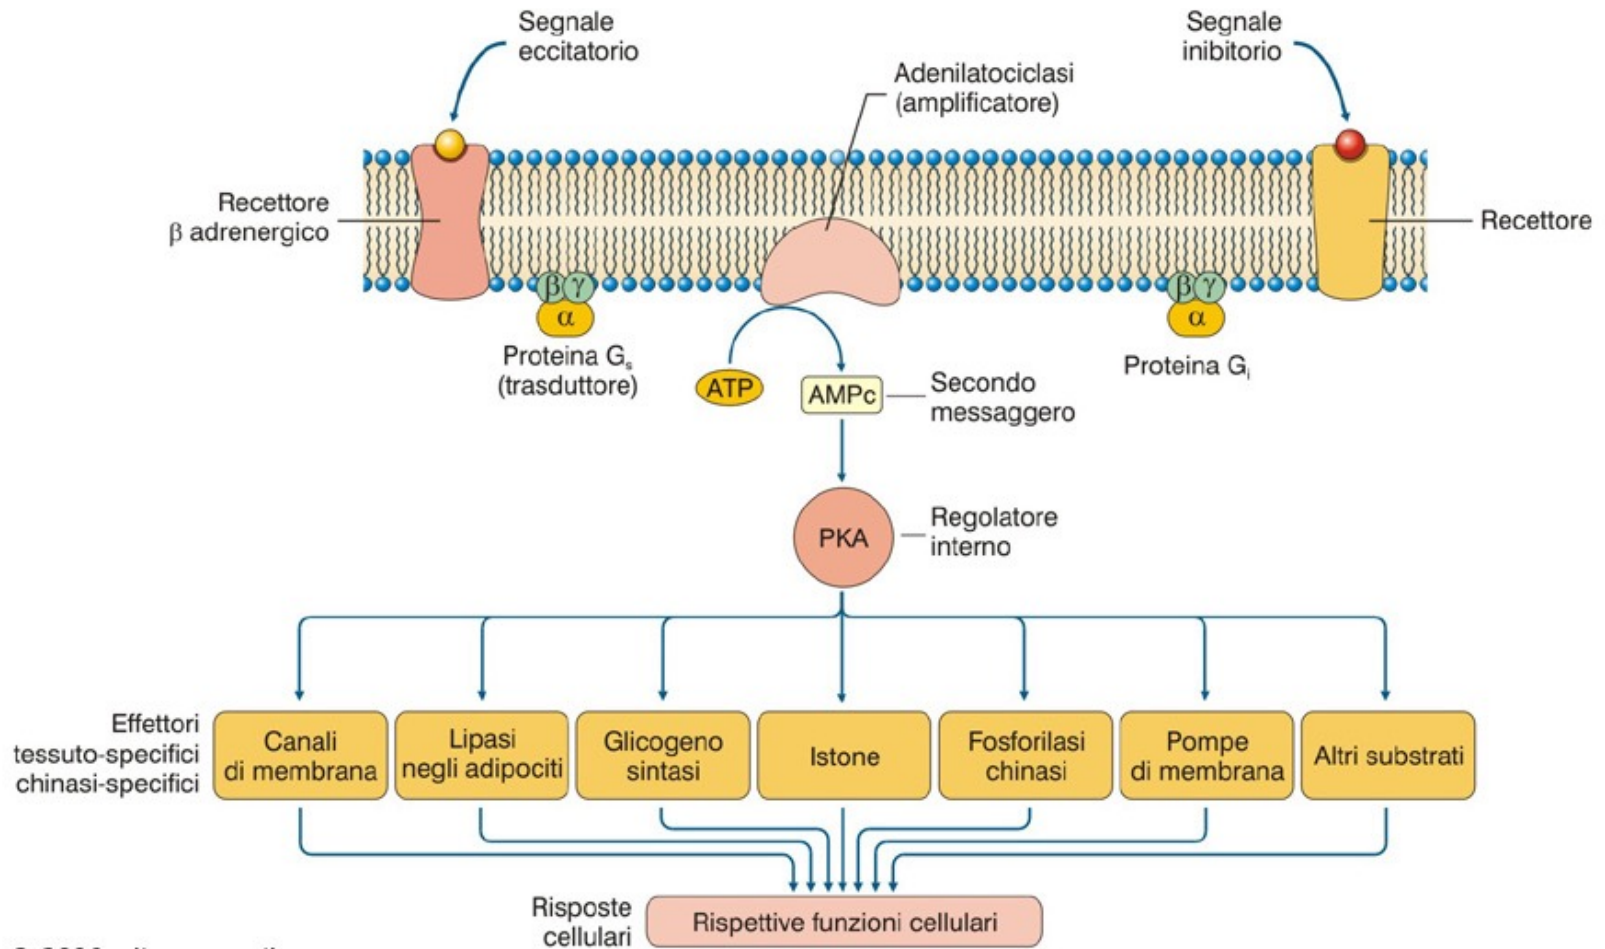 Segnale
eccitatorio
Segnale
inibitorio
Adenilatociclasi
(amplificatore)
Recettore
β adrenergico
Recettore
β γ
α
β γ
α
Proteina Gs
(trasduttore)
Proteina Gi
ATP
AMPc
Secondo
messaggero
PKA
Regolatore
interno
Effettori
tessuto-specifici
chinasi-specifici
Canali
di membrana
Lipasi
negli adipociti
Glicogeno
sintasi
Istone
Fosforilasi
chinasi
Pompe
di membrana
Altri substrati
Risposte
cellulari
Rispettive funzioni cellulari